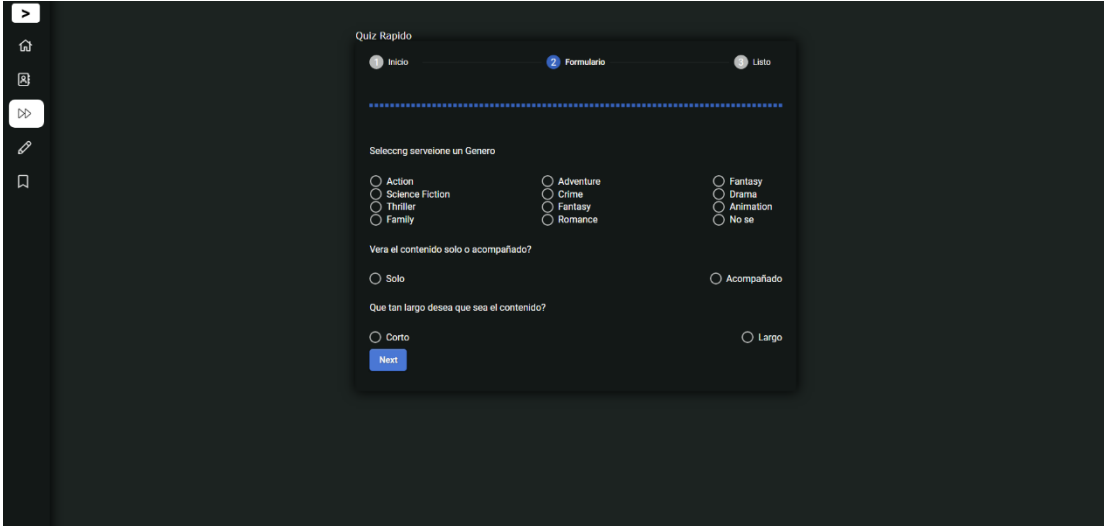 Quiz Rapido
1 Inicio 2 Formulario 3 Listo
Seleccng serveione un Genero
Action Adventure Fantasy
Science Fiction Crime Drama
Thriller Fantasy Animation
Family Romance No se
Vera el contenido solo o acompañado?
Solo Acompañado
Que tan largo desea que sea el contenido?
Corto Largo
Next